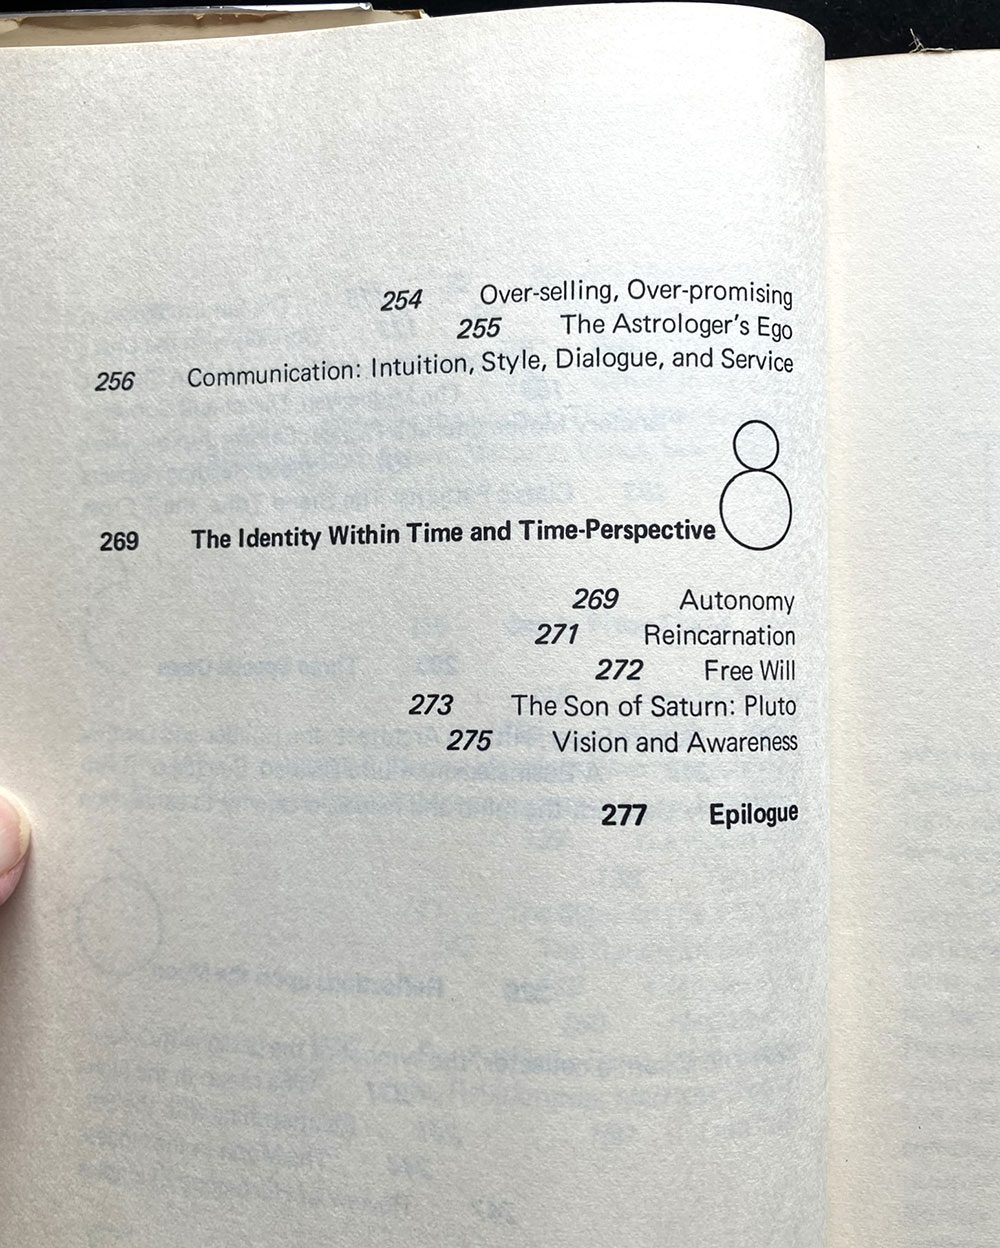 254 Over-selling, Over-promising
255 The Astrologer's Ego
256 Communication: Intuition, Style, Dialogue, and Service
8
269 The Identity Within Time and Time-Perspective
269 Autonomy
271 Reincarnation
272 Free Will
273 The Son of Saturn: Pluto
275 Vision and Awareness
277 Epilogue